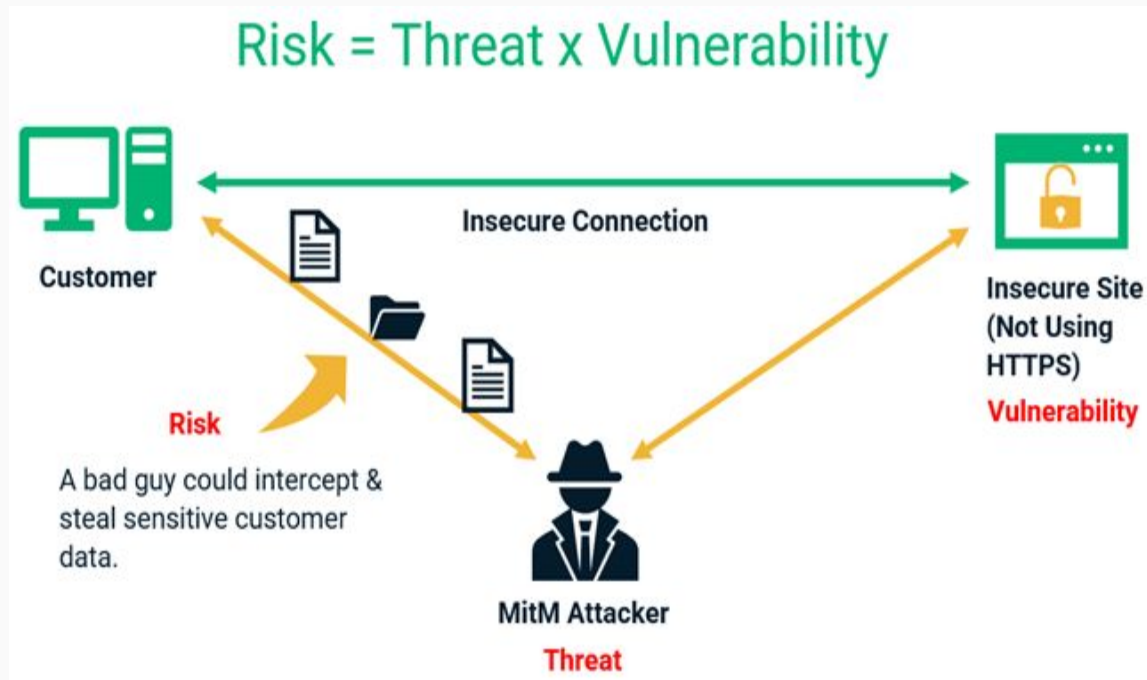 Risk = Threat x Vulnerability
Insecure Connection
Customer
Insecure Site
(Not Using
HTTPS)
Vulnerability
Risk
A bad guy could intercept &
steal sensitive customer
data.
MitM Attacker
Threat